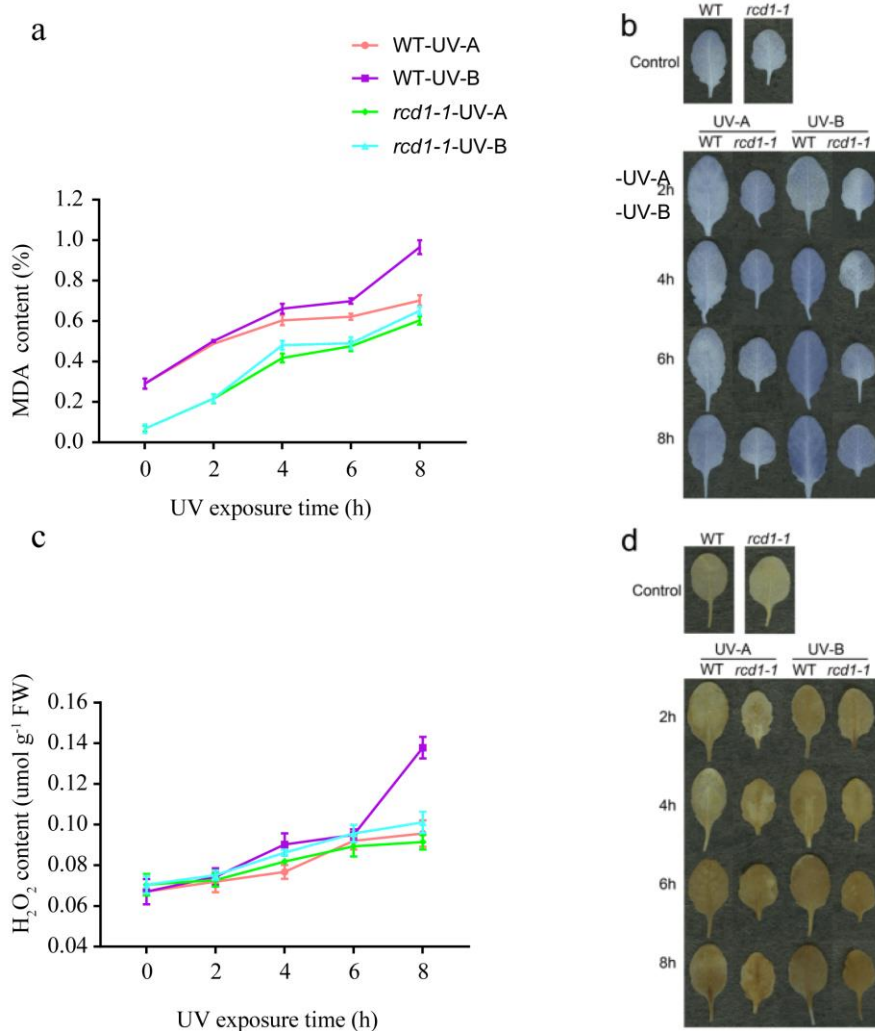 a
WT-UV-A
WT-UV-B
rcd1-1-UV-A
rcd1-1-UV-B
1.2
1.0
0.8
0.6
0.4
0.2
0.0
MDA content (%)
0 2 4 6 8
UV exposure time (h)
b
WT rcd1-1
Control
UV-A UV-B
WT rcd1-1 WT rcd1-1
-UV-A
2h
-UV-B
4h
6h
8h
c
0.16
0.14
0.12
0.10
0.08
0.06
0.04
H₂O₂ content (umol g⁻¹ FW)
0 2 4 6 8
UV exposure time (h)
d
WT rcd1-1
Control
UV-A UV-B
WT rcd1-1 WT rcd1-1
2h
4h
6h
8h